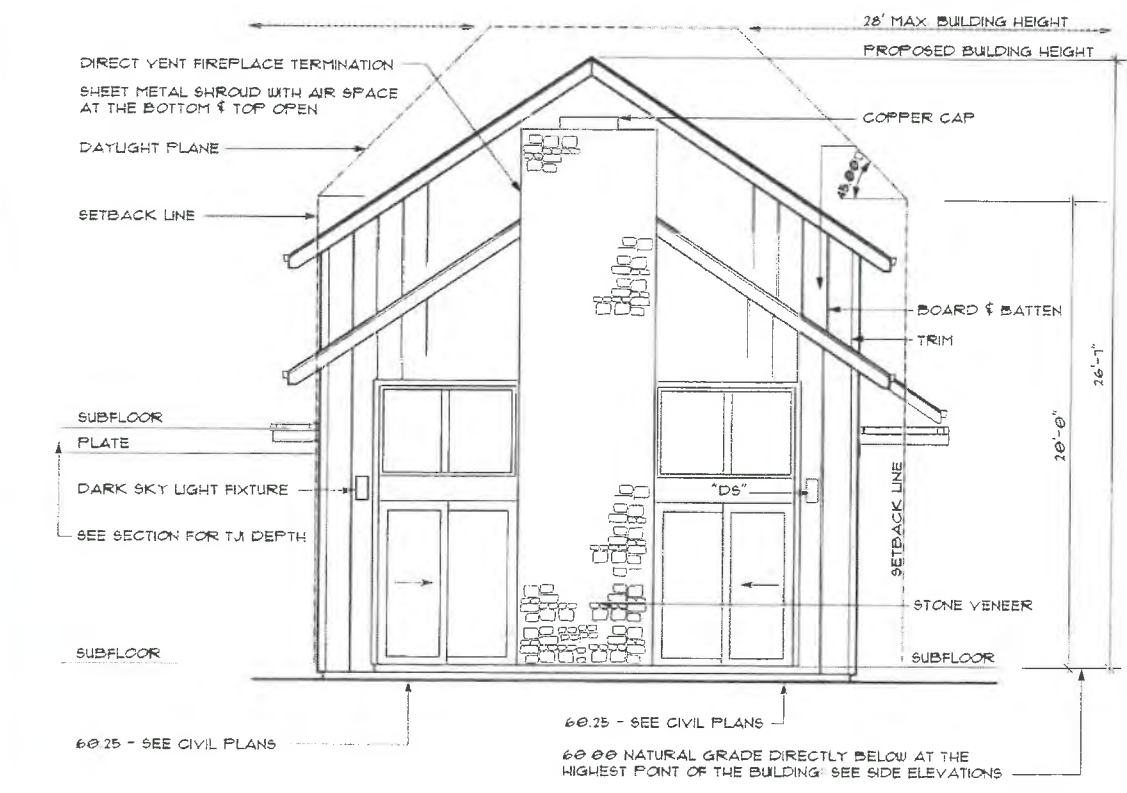 28' MAX. BUILDING HEIGHT
PROPOSED BUILDING HEIGHT
DIRECT VENT FIREPLACE TERMINATION
SHEET METAL SHROUD WITH AIR SPACE
AT THE BOTTOM & TOP OPEN
COPPER CAP
DAYLIGHT PLANE
45.00°
SETBACK LINE
BOARD & BATTEN
TRIM
26'-7"
20'-0"
SUBFLOOR
PLATE
DARK SKY LIGHT FIXTURE
"DS"
SETBACK LINE
SEE SECTION FOR TJI DEPTH
STONE VENEER
SUBFLOOR
SUBFLOOR
60.25 - SEE CIVIL PLANS
60.25 - SEE CIVIL PLANS
60.00 NATURAL GRADE DIRECTLY BELOW AT THE
HIGHEST POINT OF THE BUILDING: SEE SIDE ELEVATIONS